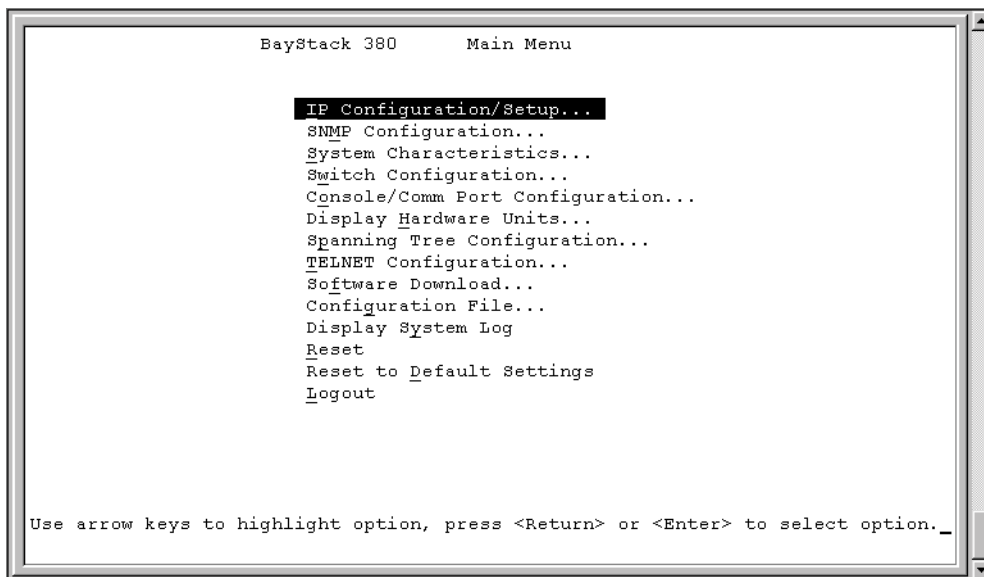 BayStack 380 Main Menu
IP Configuration/Setup...
SNMP Configuration...
System Characteristics...
Switch Configuration...
Console/Comm Port Configuration...
Display Hardware Units...
Spanning Tree Configuration...
TELNET Configuration...
Software Download...
Configuration File...
Display System Log
Reset
Reset to Default Settings
Logout
Use arrow keys to highlight option, press <Return> or <Enter> to select option._